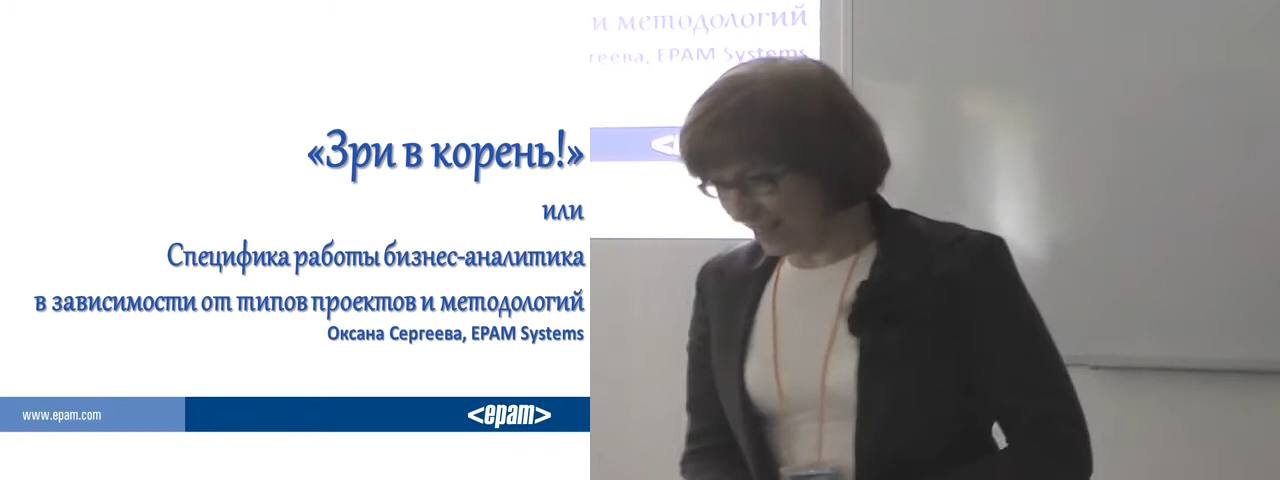 «Зри в корень!»
или
Специфика работы бизнес-аналитика
в зависимости от типов проектов и методологий
Оксана Сергеева, EPAM Systems
www.epam.com
<epam>
и методологий
EPAM Systems